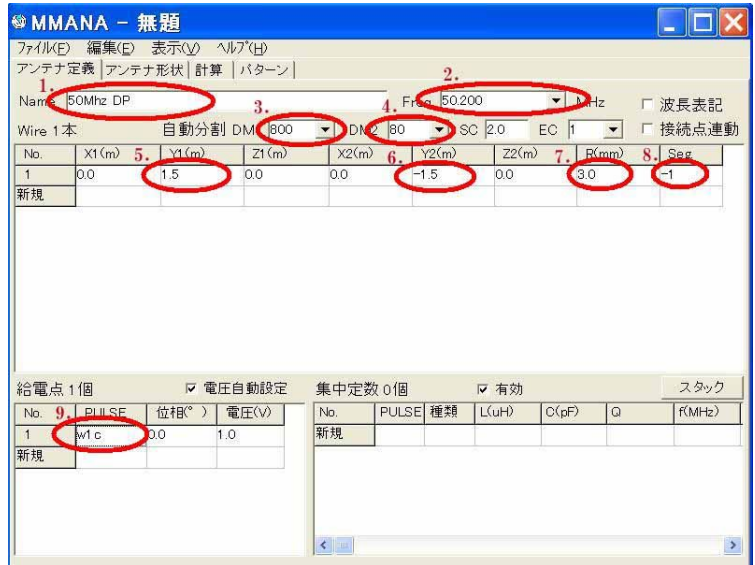 MMANA - 無題
ファイル(F) 編集(E) 表示(V) ヘルプ(H)
アンテナ定義 アンテナ形状 計算 パターン
1. 2.
Name 50Mhz DP Freq 50.200 MHz 波長表記
3. 4.
Wire 1本 自動分割 DM1 800 DM2 80 SC 2.0 EC 1 接続点連動
No. X1(m) 5. Y1(m) Z1(m) X2(m) 6. Y2(m) Z2(m) 7. R(mm) 8. Seg.
1 0.0 1.5 0.0 0.0 -1.5 0.0 3.0 -1
新規
給電点 1個 電圧自動設定 集中定数 0個 有効 スタック
No. 9. PULSE 位相(°) 電圧(V) No. PULSE 種類 L(uH) C(pF) Q f(MHz)
1 w1c 0.0 1.0 新規
新規